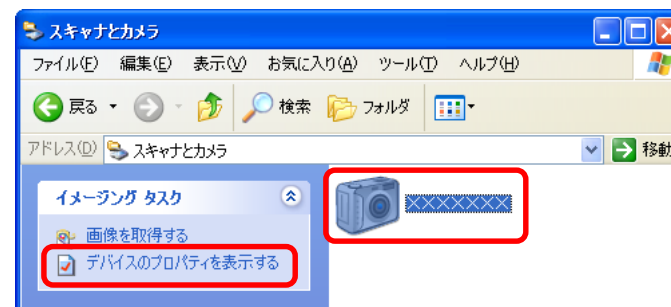 スキャナとカメラ
ファイル(F) 編集(E) 表示(V) お気に入り(A) ツール(T) ヘルプ(H)
戻る 検索 フォルダ
アドレス(D) スキャナとカメラ 移動
イメージング タスク
画像を取得する
デバイスのプロパティを表示する
XXXXXXXX